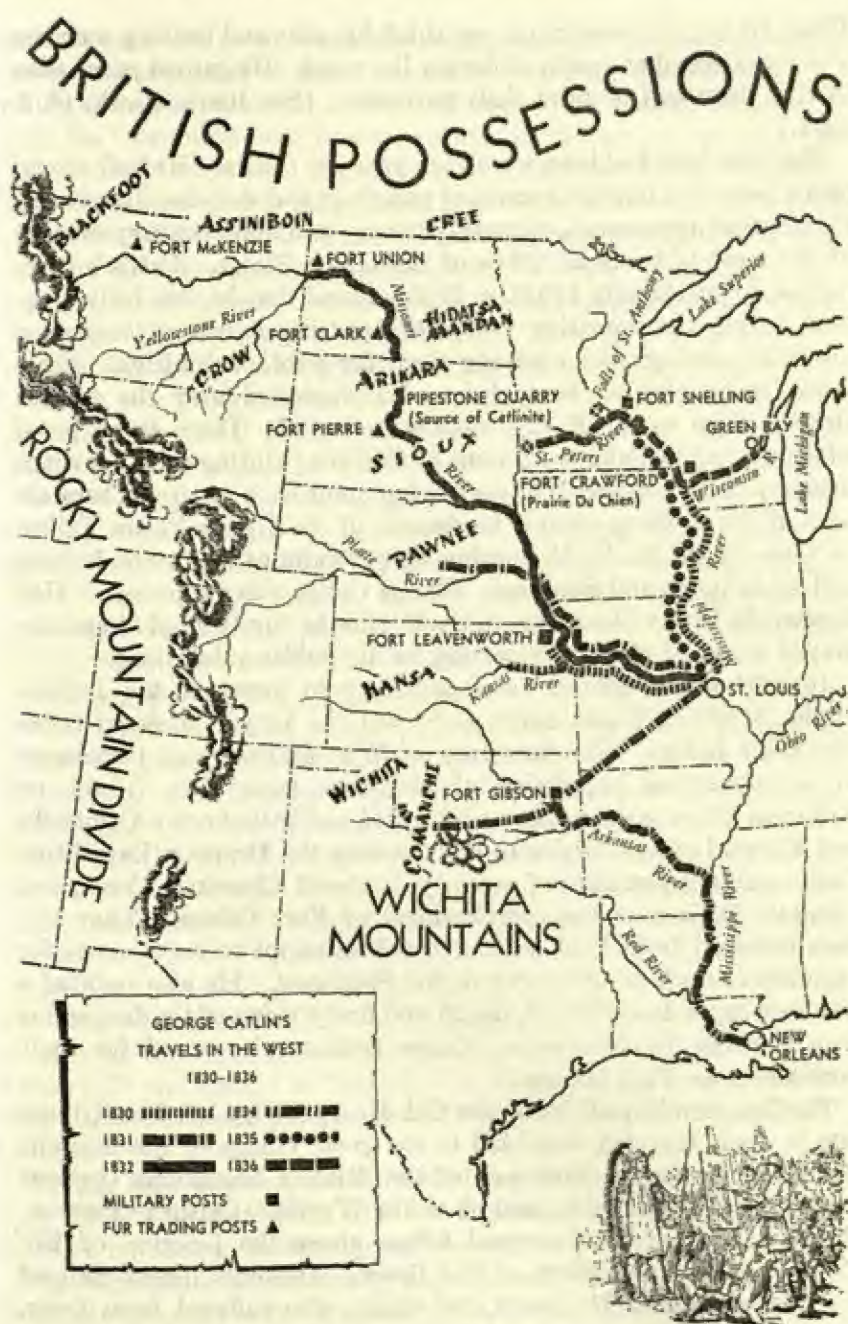 BRITISH POSSESSIONS
BLACKFOOT
ASSINIBOIN
CREE
FORT McKENZIE
FORT UNION
Yellowstone River
FORT CLARK
Missouri
HIDATSA
MANDAN
CROW
ARIKARA
Falls of St. Anthony
Lake Superior
PIPESTONE QUARRY
(Source of Catlinite)
FORT SNELLING
FORT PIERRE
SIOUX
St. Peters
River
GREEN BAY
Lake Michigan
FORT CRAWFORD
(Prairie Du Chien)
Wisconsin R.
River
ROCKY MOUNTAIN DIVIDE
Platte
River
PAWNEE
River
Mississippi
FORT LEAVENWORTH
KANSA
Kansas
River
ST. LOUIS
Ohio River
WICHITA
COMANCHE
FORT GIBSON
Arkansas
River
WICHITA
MOUNTAINS
Red River
Mississippi River
NEW
ORLEANS
GEORGE CATLIN'S
TRAVELS IN THE WEST
1830-1836
1830 1834
1831 1835
1832 1836
MILITARY POSTS
FUR TRADING POSTS